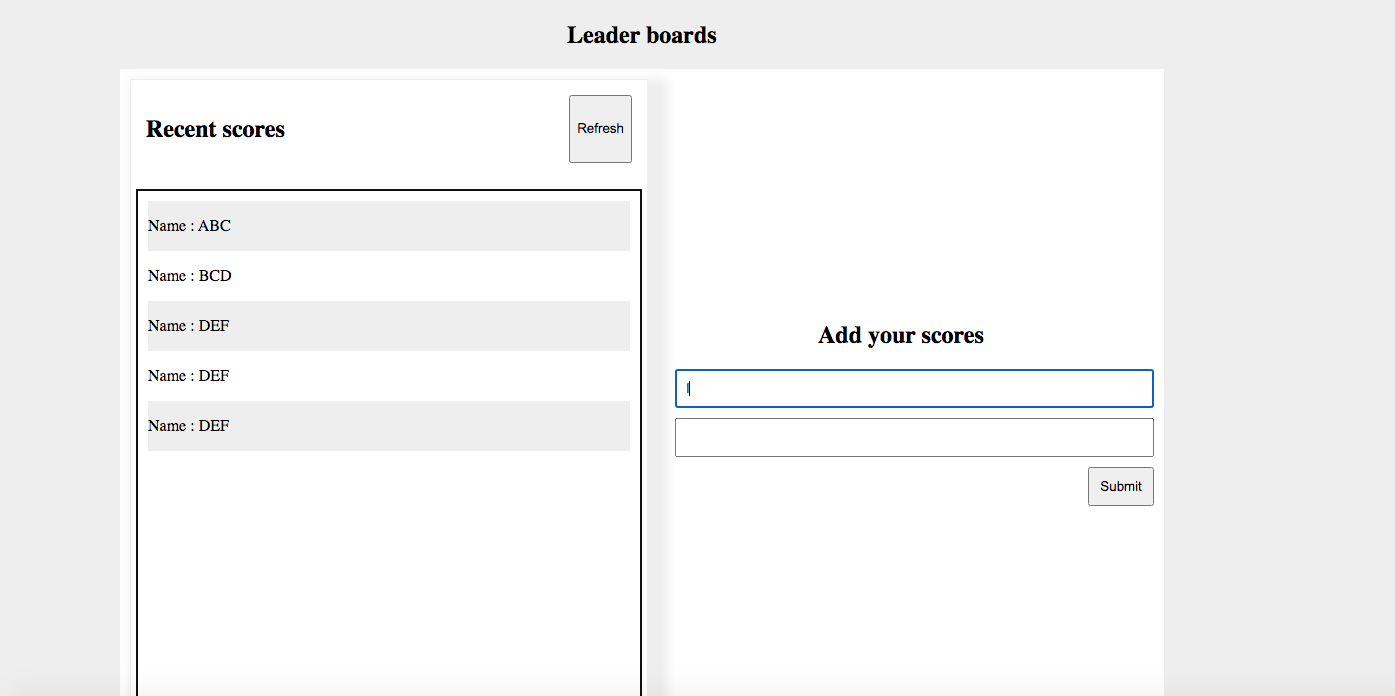 Leader boards
Recent scores
Refresh
Name : ABC
Name : BCD
Name : DEF
Name : DEF
Name : DEF
Add your scores
Submit